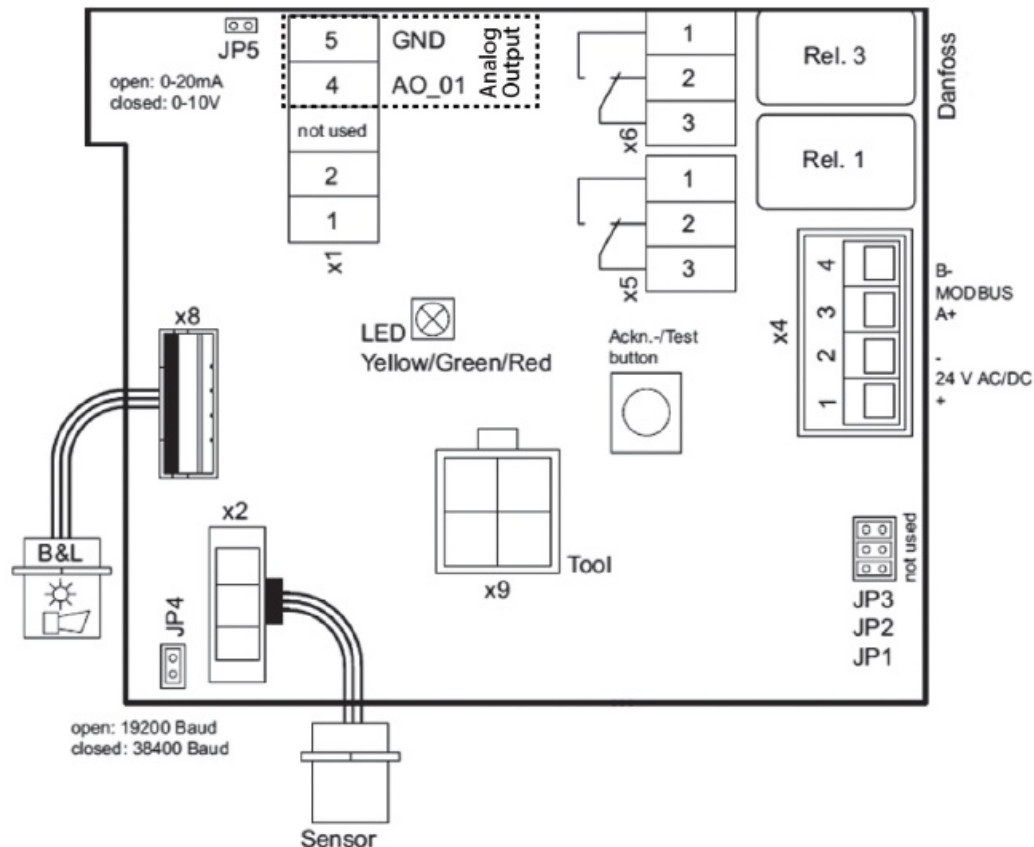 JP5
open: 0-20mA
closed: 0-10V
5
GND
4
AO_01
Analog
Output
not used
2
1
x1
1
2
3
x6
Rel. 3
Danfoss
1
2
3
x5
Rel. 1
4
3
2
1
x4
B-
MODBUS
A+
-
24 V AC/DC
+
x8
LED
Yellow/Green/Red
Ackn.-/Test
button
B&L
x2
JP4
Tool
x9
not used
JP3
JP2
JP1
open: 19200 Baud
closed: 38400 Baud
Sensor